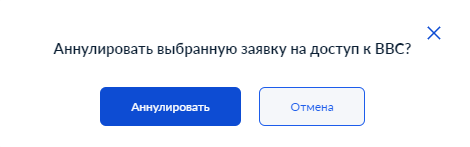 Аннулировать выбранную заявку на доступ к ВВС?
Аннулировать
Отмена